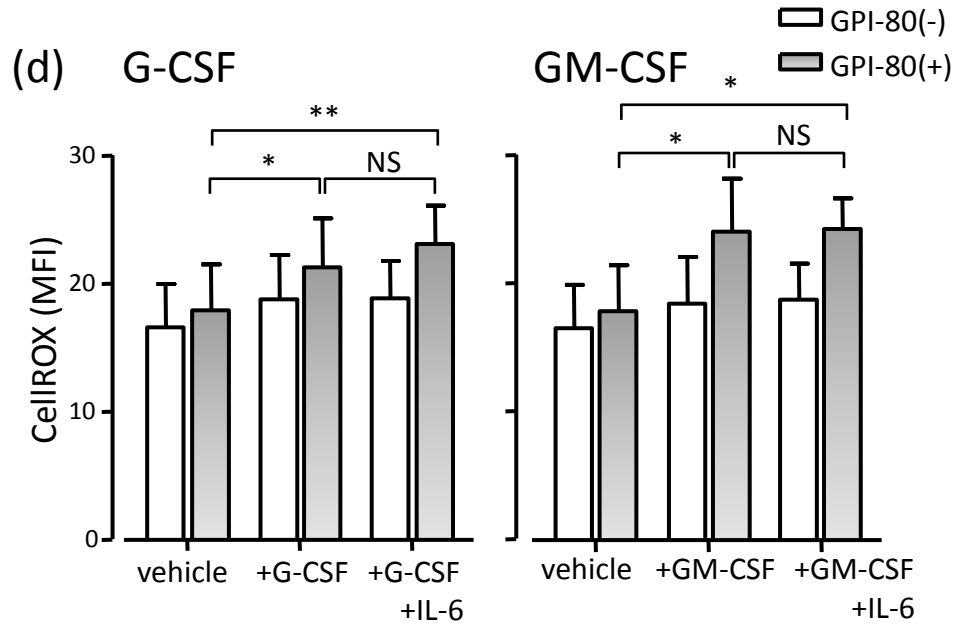 GPI-80(-)
GPI-80(+)
(d) G-CSF GM-CSF
** *
* NS * NS
30
20
10
0
CellROX (MFI)
vehicle +G-CSF +G-CSF
+IL-6
vehicle +GM-CSF +GM-CSF
+IL-6